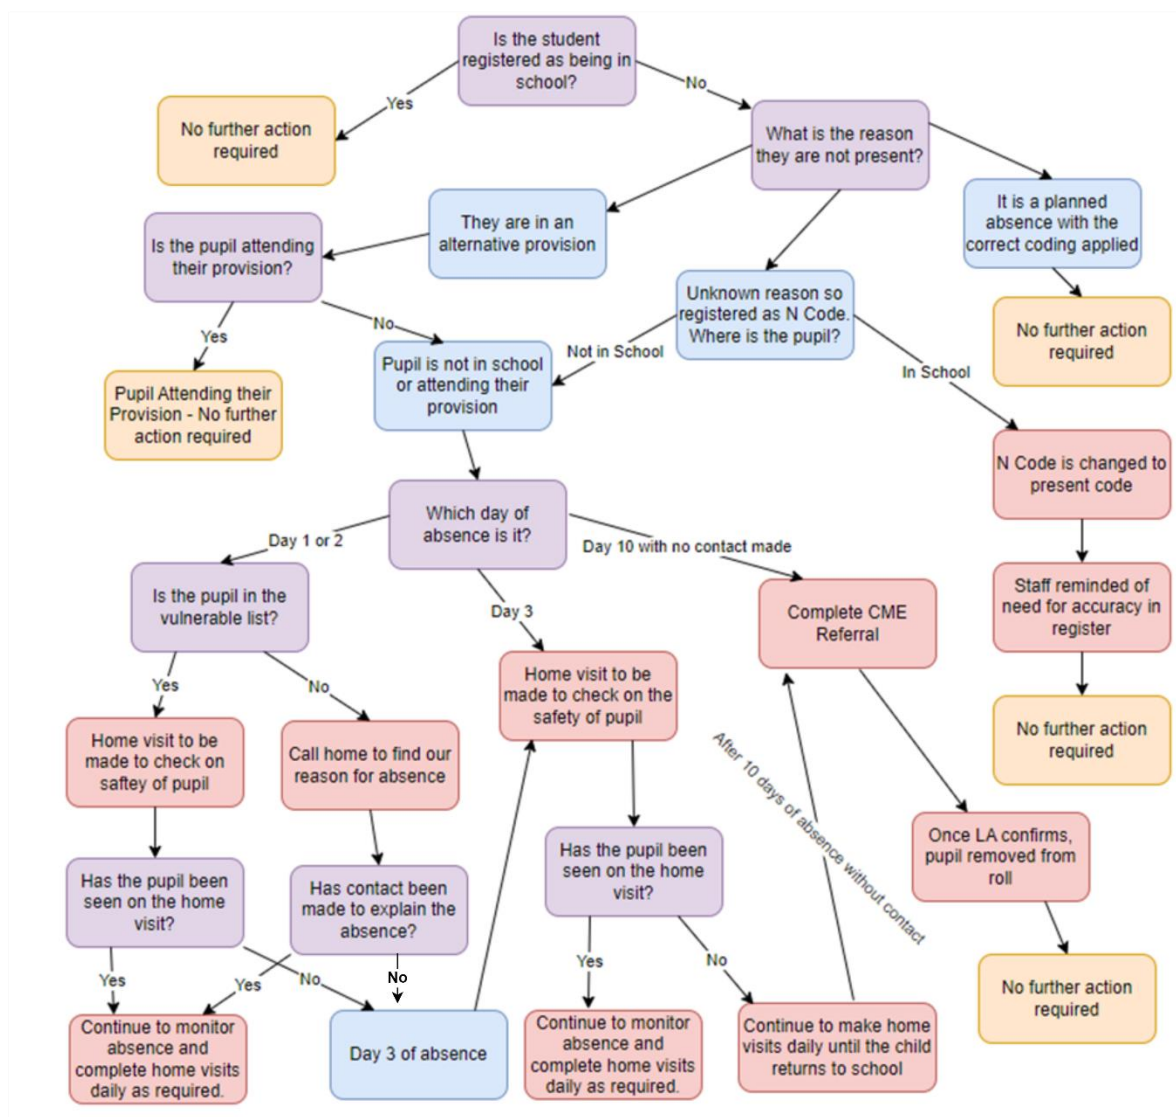 Is the student
registered as being in
school?
Yes
No
No further action
required
What is the reason
they are not present?
They are in an
alternative provision
It is a planned
absence with the
correct coding applied
Is the pupil attending
their provision?
Unknown reason so
registered as N Code.
Where is the pupil?
No further action
required
Yes
No
Not in School
In School
Pupil Attending their
Provision - No further
action required
Pupil is not in school
or attending their
provision
N Code is changed to
present code
Which day of
absence is it?
Day 1 or 2
Day 10 with no contact made
Day 3
Is the pupil in the
vulnerable list?
Complete CME
Referral
Staff reminded of
need for accuracy in
register
Yes
No
Home visit to be
made to check on the
safety of pupil
Home visit to be
made to check on
saftey of pupil
Call home to find our
reason for absence
No further action
required
After 10 days of absence without contact
Once LA confirms,
pupil removed from
roll
Has the pupil been
seen on the home
visit?
Has contact been
made to explain the
absence?
Has the pupil been
seen on the home
visit?
Yes
No
Yes
No
Yes
No
No further action
required
Continue to monitor
absence and
complete home visits
daily as required.
Day 3 of absence
Continue to monitor
absence and
complete home visits
daily as required.
Continue to make home
visits daily until the child
returns to school